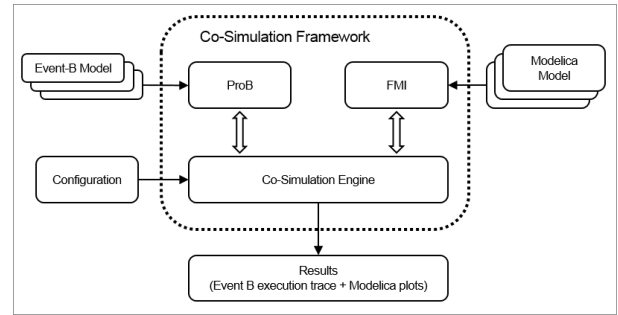 Co-Simulation Framework
Event-B Model
ProB
FMI
Modelica
Model
Configuration
Co-Simulation Engine
Results
(Event B execution trace + Modelica plots)